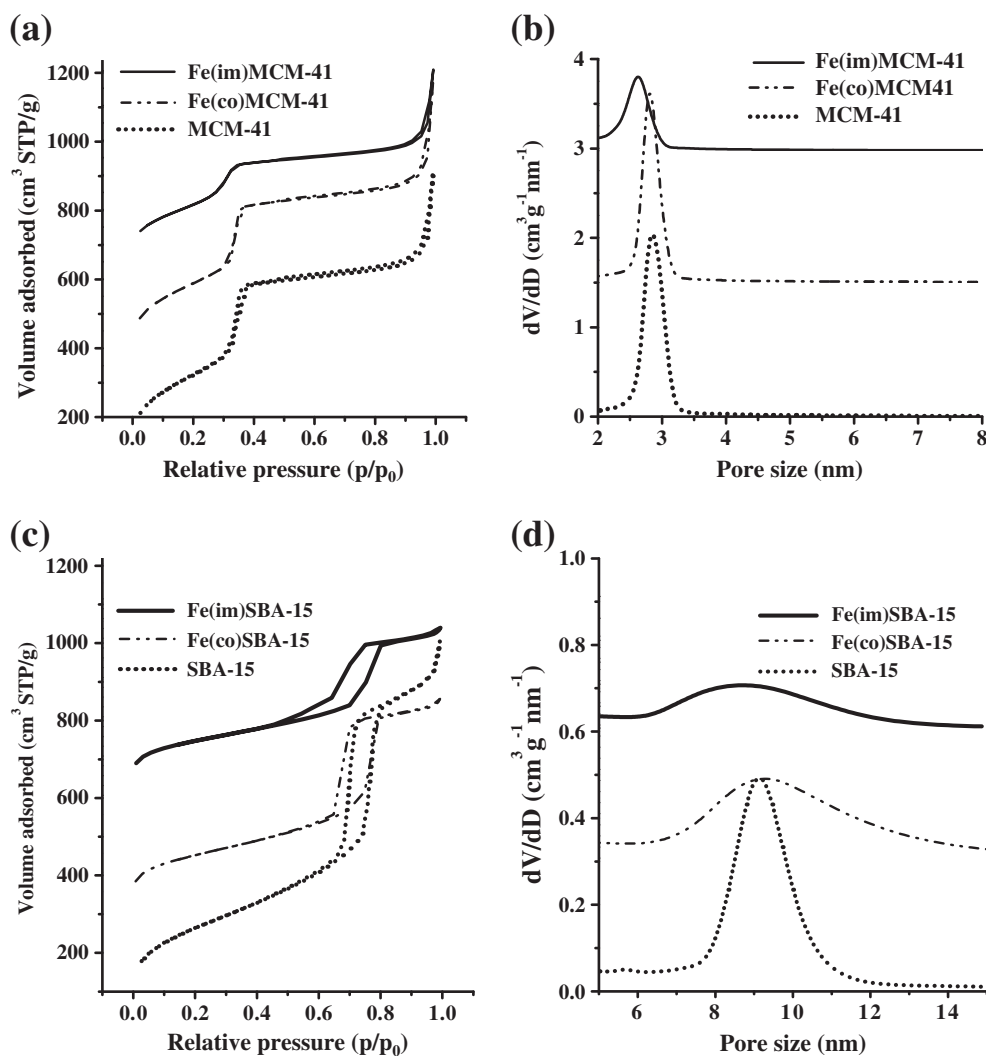 (a)
1200
1000
800
600
400
200
Volume adsorbed (cm³ STP/g)
Fe(im)MCM-41
Fe(co)MCM-41
MCM-41
0.0 0.2 0.4 0.6 0.8 1.0
Relative pressure (p/p₀)
(b)
5
4
3
2
1
0
dV/dD (cm³g⁻¹nm⁻¹)
Fe(im)MCM-41
Fe(co)MCM41
MCM-41
2 3 4 5 6 7 8
Pore size (nm)
(c)
1200
1000
800
600
400
200
Volume adsorbed (cm³ STP/g)
Fe(im)SBA-15
Fe(co)SBA-15
SBA-15
0.0 0.2 0.4 0.6 0.8 1.0
Relative pressure (p/p₀)
(d)
1.0
0.8
0.6
0.4
0.2
0.0
dV/dD (cm³g⁻¹nm⁻¹)
Fe(im)SBA-15
Fe(co)SBA-15
SBA-15
6 8 10 12 14
Pore size (nm)